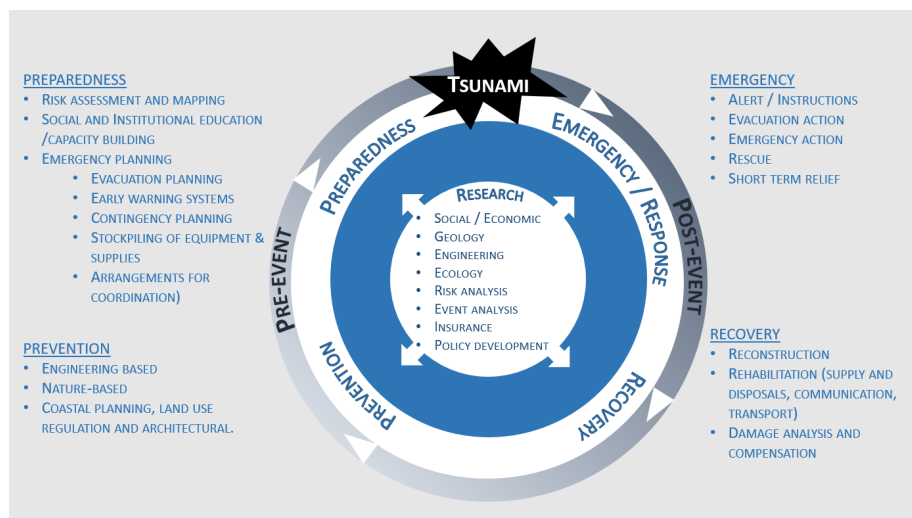 PREPAREDNESS
• RISK ASSESSMENT AND MAPPING
• SOCIAL AND INSTITUTIONAL EDUCATION
/CAPACITY BUILDING
• EMERGENCY PLANNING
• EVACUATION PLANNING
• EARLY WARNING SYSTEMS
• CONTINGENCY PLANNING
• STOCKPILING OF EQUIPMENT &
SUPPLIES
• ARRANGEMENTS FOR
COORDINATION)
PREVENTION
• ENGINEERING BASED
• NATURE-BASED
• COASTAL PLANNING, LAND USE
REGULATION AND ARCHITECTURAL.
TSUNAMI
PREPAREDNESS
EMERGENCY / RESPONSE
PRE-EVENT
POST-EVENT
PREVENTION
RECOVERY
RESEARCH
• SOCIAL / ECONOMIC
• GEOLOGY
• ENGINEERING
• ECOLOGY
• RISK ANALYSIS
• EVENT ANALYSIS
• INSURANCE
• POLICY DEVELOPMENT
EMERGENCY
• ALERT / INSTRUCTIONS
• EVACUATION ACTION
• EMERGENCY ACTION
• RESCUE
• SHORT TERM RELIEF
RECOVERY
• RECONSTRUCTION
• REHABILITATION (SUPPLY AND
DISPOSALS, COMMUNICATION,
TRANSPORT)
• DAMAGE ANALYSIS AND
COMPENSATION